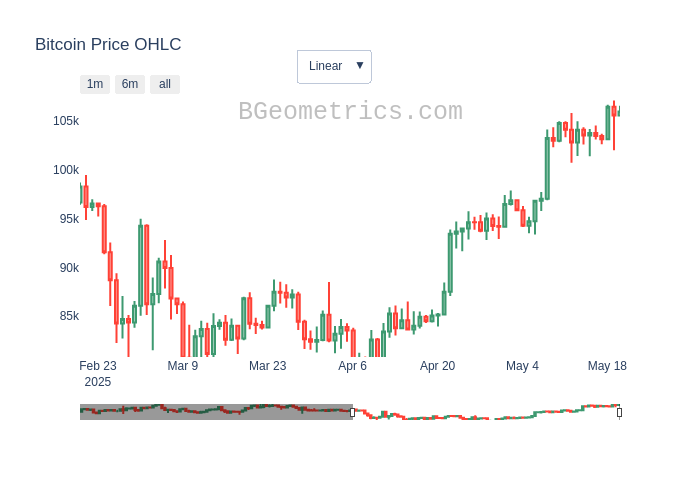 Bitcoin Price OHLC
Linear ▼
1m 6m all
BGeometrics.com
105k
100k
95k
90k
85k
Feb 23 Mar 9 Mar 23 Apr 6 Apr 20 May 4 May 18
2025